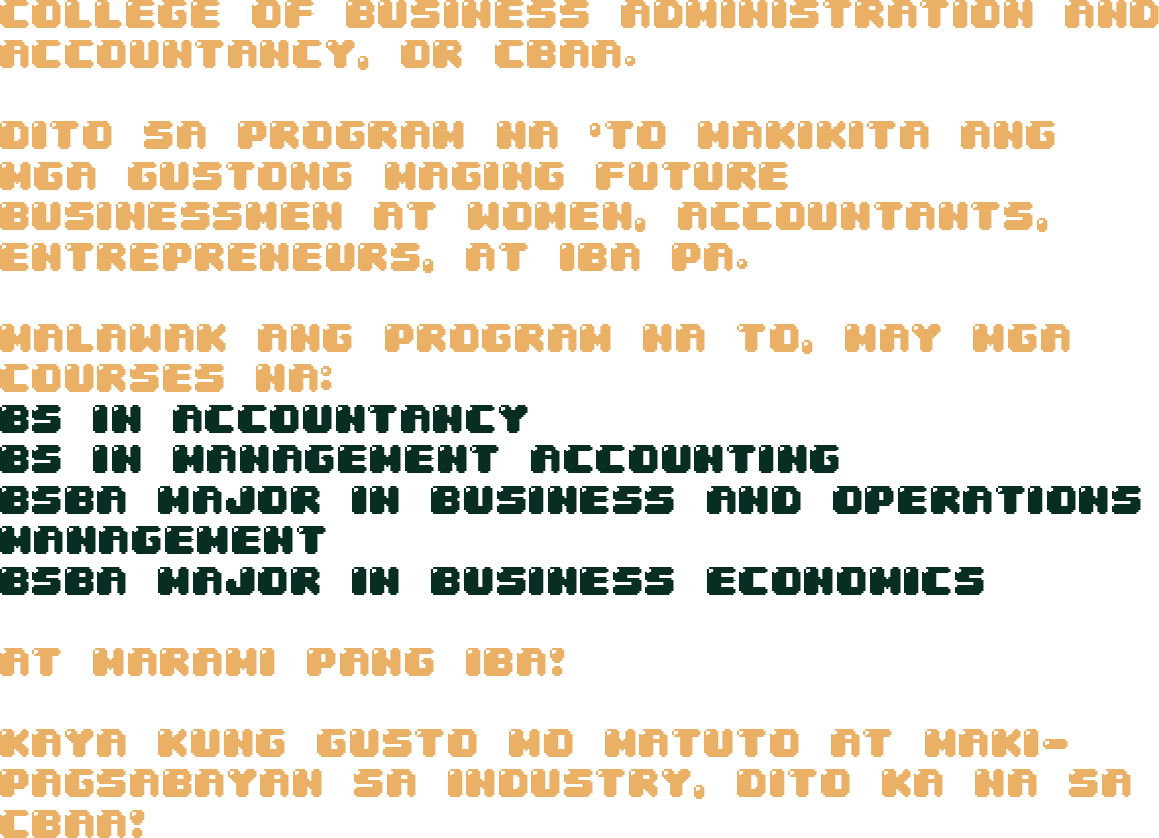 COLLEGE OF BUSINESS ADMINISTRATION AND
ACCOUNTANCY, OR CBAA.
DITO SA PROGRAM NA 'TO MAKIKITA ANG
MGA GUSTONG MAGING FUTURE
BUSINESSMEN AT WOMEN, ACCOUNTANTS,
ENTREPRENEURS, AT IBA PA.
MALAWAK ANG PROGRAM NA TO, MAY MGA
COURSES NA:
BS IN ACCOUNTANCY
BS IN MANAGEMENT ACCOUNTING
BSBA MAJOR IN BUSINESS AND OPERATIONS
MANAGEMENT
BSBA MAJOR IN BUSINESS ECONOMICS
AT MARAMI PANG IBA!
KAYA KUNG GUSTO MO MATUTO AT MAKI-
PAGSABAYAN SA INDUSTRY, DITO KA NA SA
CBAA!